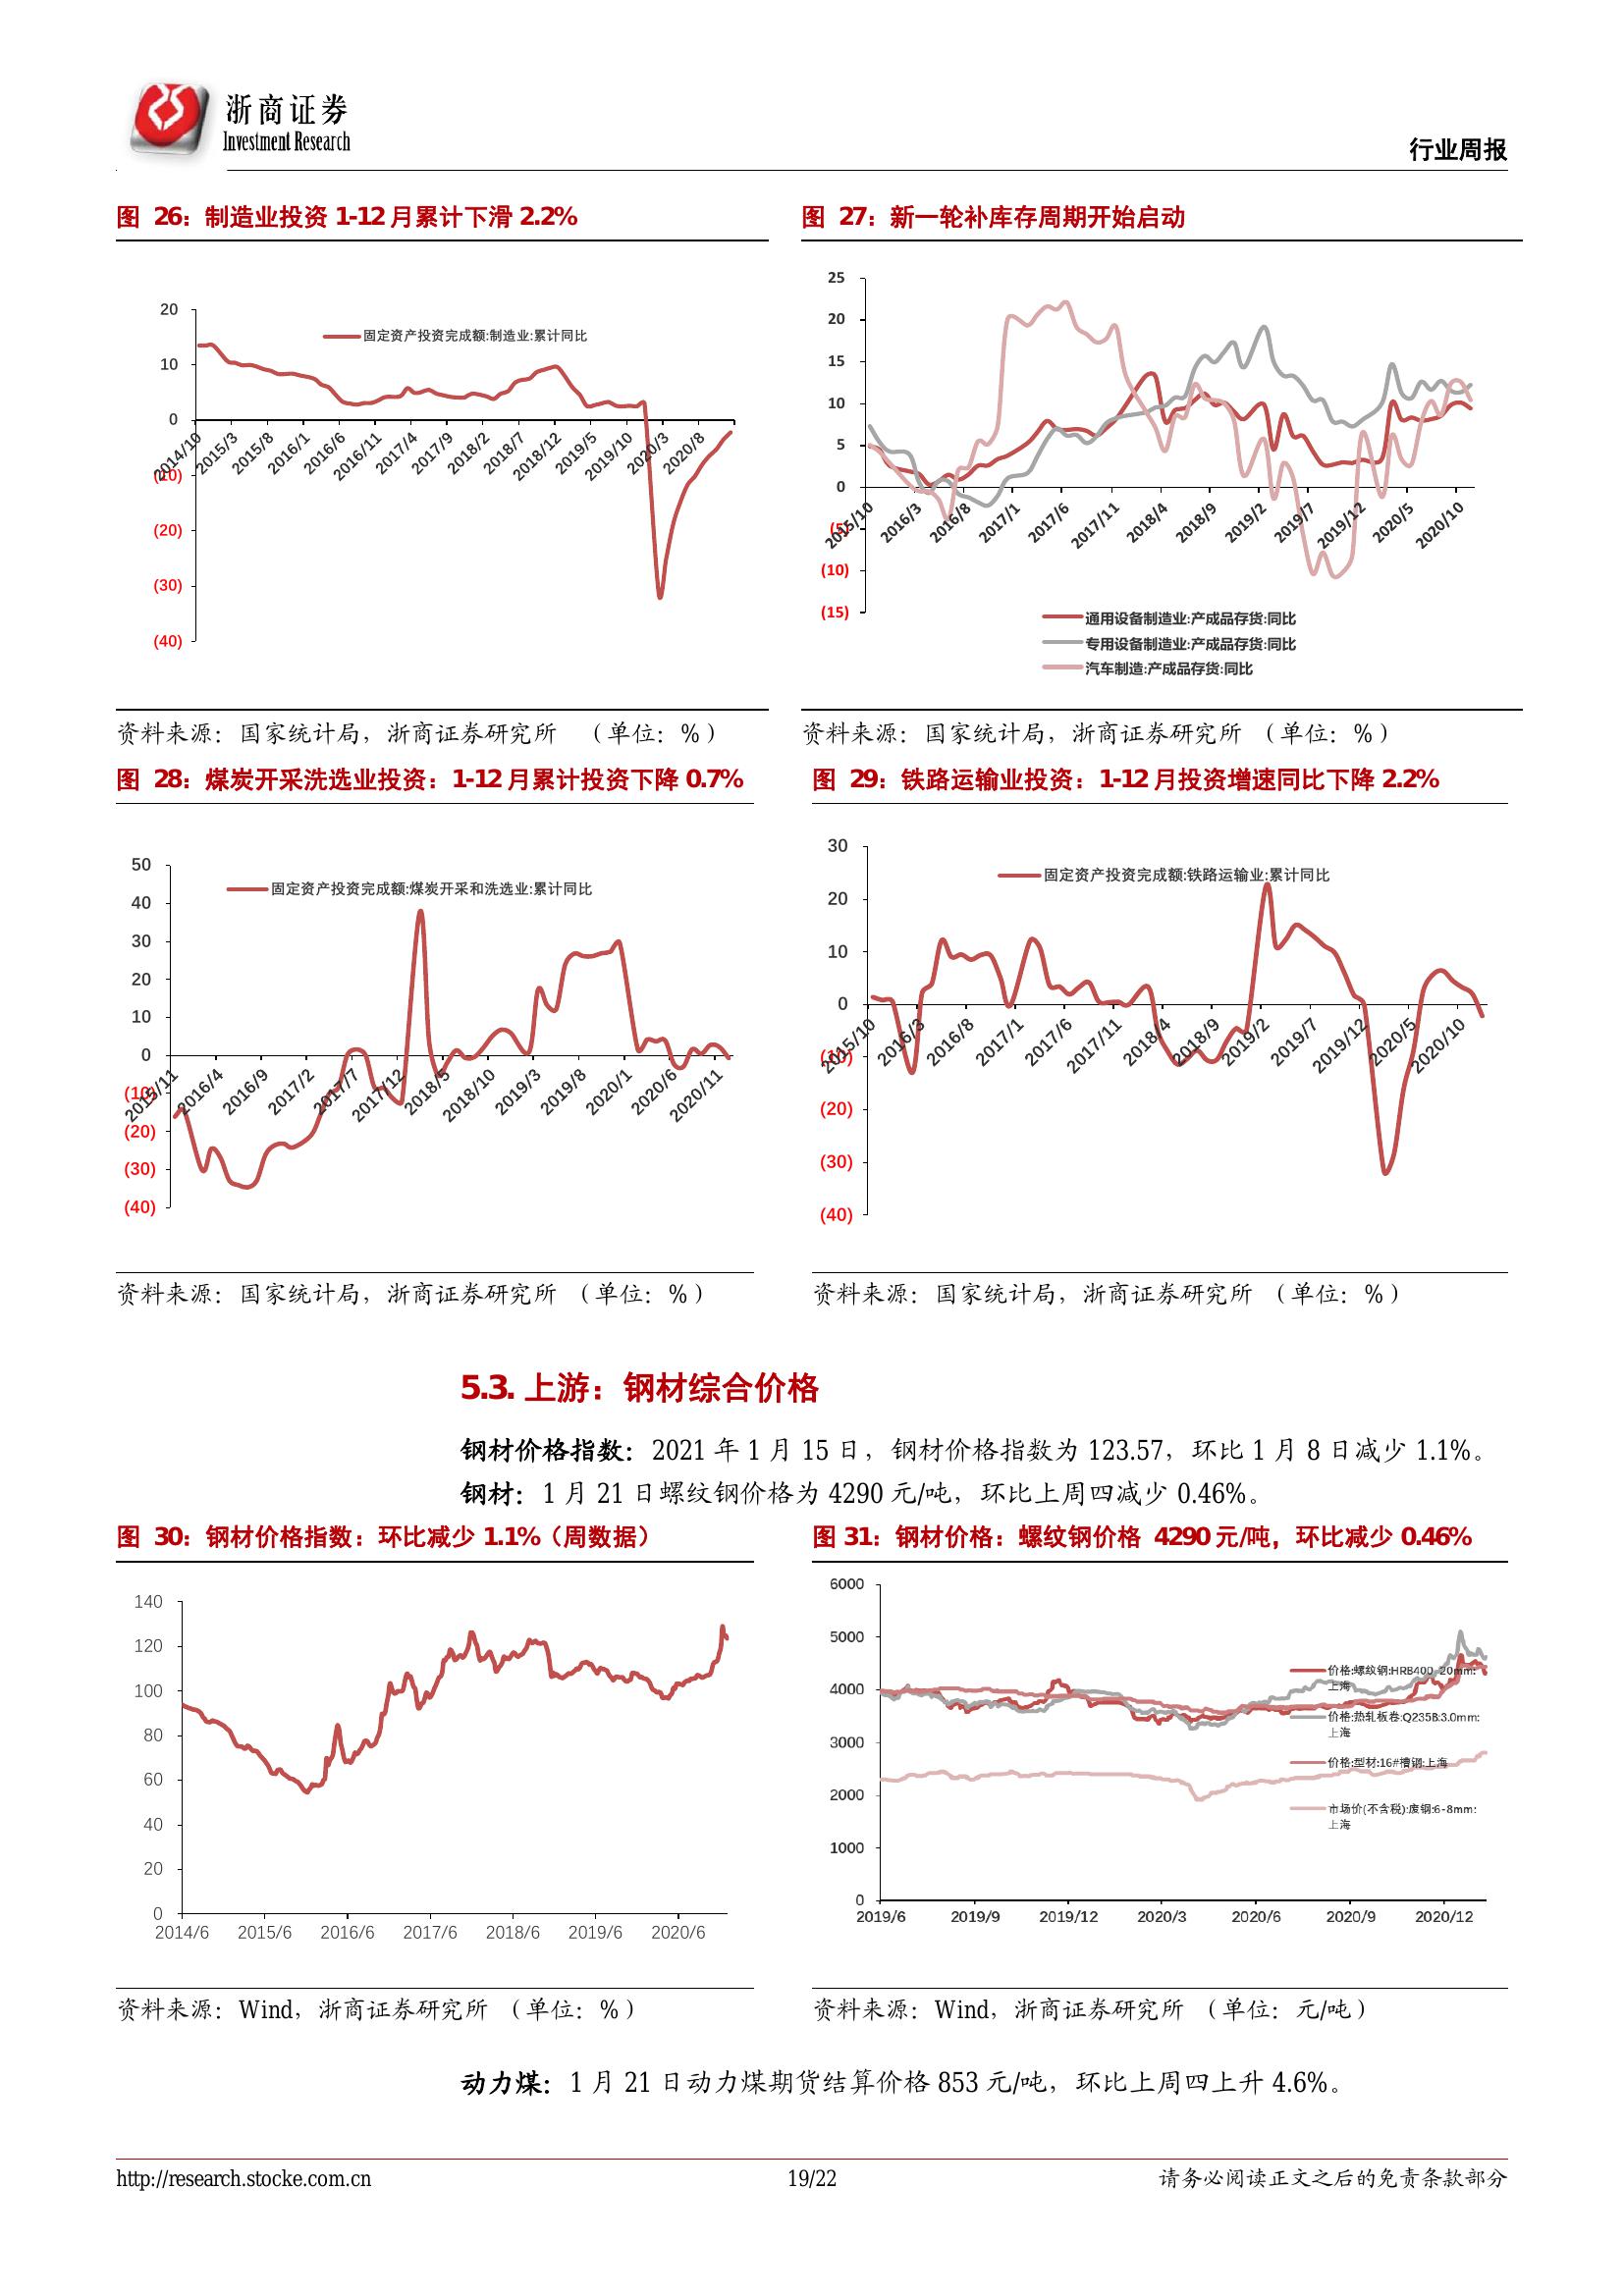 浙商证券
Investment Research
行业周报
图 26：制造业投资 1-12 月累计下滑 2.2%
20
固定资产投资完成额:制造业:累计同比
10
0
(10)
(20)
(30)
(40)
2014/10 2015/3 2015/8 2016/1 2016/6 2016/11 2017/4 2017/9 2018/2 2018/7 2018/12 2019/5 2019/10 2020/3 2020/8
资料来源：国家统计局，浙商证券研究所 （单位：%）
图 27：新一轮补库存周期开始启动
25
20
15
10
5
0
(5)
(10)
(15)
2015/10 2016/3 2016/8 2017/1 2017/6 2017/11 2018/4 2018/9 2019/2 2019/7 2019/12 2020/5 2020/10
通用设备制造业:产成品存货:同比
专用设备制造业:产成品存货:同比
汽车制造:产成品存货:同比
资料来源：国家统计局，浙商证券研究所 （单位：%）
图 28：煤炭开采洗选业投资：1-12 月累计投资下降 0.7%
50
固定资产投资完成额:煤炭开采和洗选业:累计同比
40
30
20
10
0
(10)
(20)
(30)
(40)
2015/11 2016/4 2016/9 2017/2 2017/7 2017/12 2018/5 2018/10 2019/3 2019/8 2020/1 2020/6 2020/11
资料来源：国家统计局，浙商证券研究所 （单位：%）
图 29：铁路运输业投资：1-12 月投资增速同比下降 2.2%
30
固定资产投资完成额:铁路运输业:累计同比
20
10
0
(10)
(20)
(30)
(40)
2015/10 2016/3 2016/8 2017/1 2017/6 2017/11 2018/4 2018/9 2019/2 2019/7 2019/12 2020/5 2020/10
资料来源：国家统计局，浙商证券研究所 （单位：%）
5.3. 上游：钢材综合价格
钢材价格指数：2021 年 1 月 15 日，钢材价格指数为 123.57，环比 1 月 8 日减少 1.1%。
钢材：1 月 21 日螺纹钢价格为 4290 元/吨，环比上周四减少 0.46%。
图 30：钢材价格指数：环比减少 1.1%（周数据）
140
120
100
80
60
40
20
0
2014/6 2015/6 2016/6 2017/6 2018/6 2019/6 2020/6
资料来源：Wind，浙商证券研究所 （单位：%）
图 31：钢材价格：螺纹钢价格 4290 元/吨，环比减少 0.46%
6000
5000
4000
3000
2000
1000
0
价格:螺纹钢:HRB400 20mm:
上海
价格:热轧板卷:Q235B:3.0mm:
上海
价格:型材:16#槽钢:上海
市场价(不含税):废钢:6-8mm:
上海
2019/6 2019/9 2019/12 2020/3 2020/6 2020/9 2020/12
资料来源：Wind，浙商证券研究所 （单位：元/吨）
动力煤：1 月 21 日动力煤期货结算价格 853 元/吨，环比上周四上升 4.6%。
http://research.stocke.com.cn
19/22
请务必阅读正文之后的免责条款部分